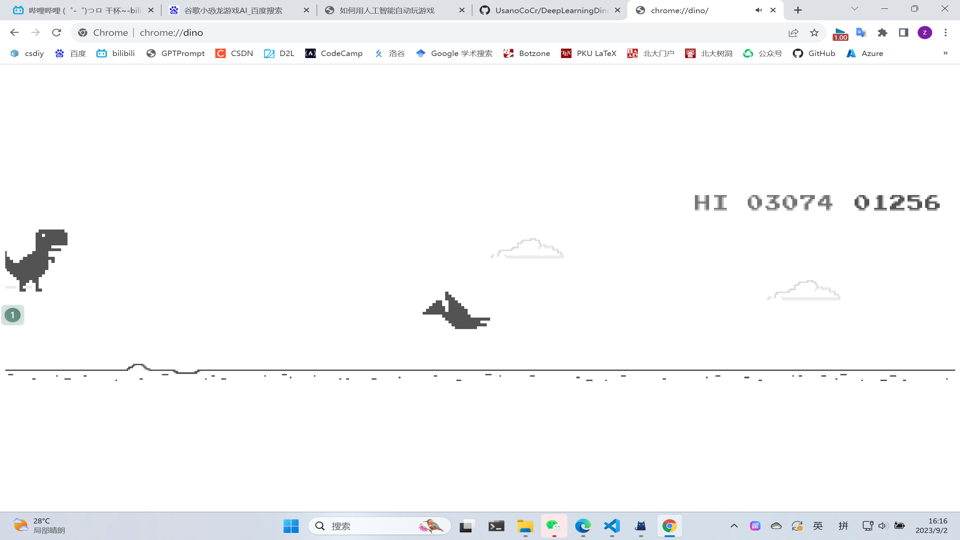 哔哩哔哩 (゜-゜)つロ 干杯~-bili
谷歌小恐龙游戏AI_百度搜索
如何用人工智能自动玩游戏
UsanoCoCr/DeepLearningDin
chrome://dino/
Chrome | chrome://dino
1.00
z
csdiy
百度
bilibili
GPTPrompt
CSDN
D2L
CodeCamp
洛谷
Google 学术搜索
Botzone
PKU LaTeX
北大门户
北大树洞
公众号
GitHub
Azure
»
HI 03074 01256
1
28°C
局部晴朗
搜索
英
拼
16:16
2023/9/2